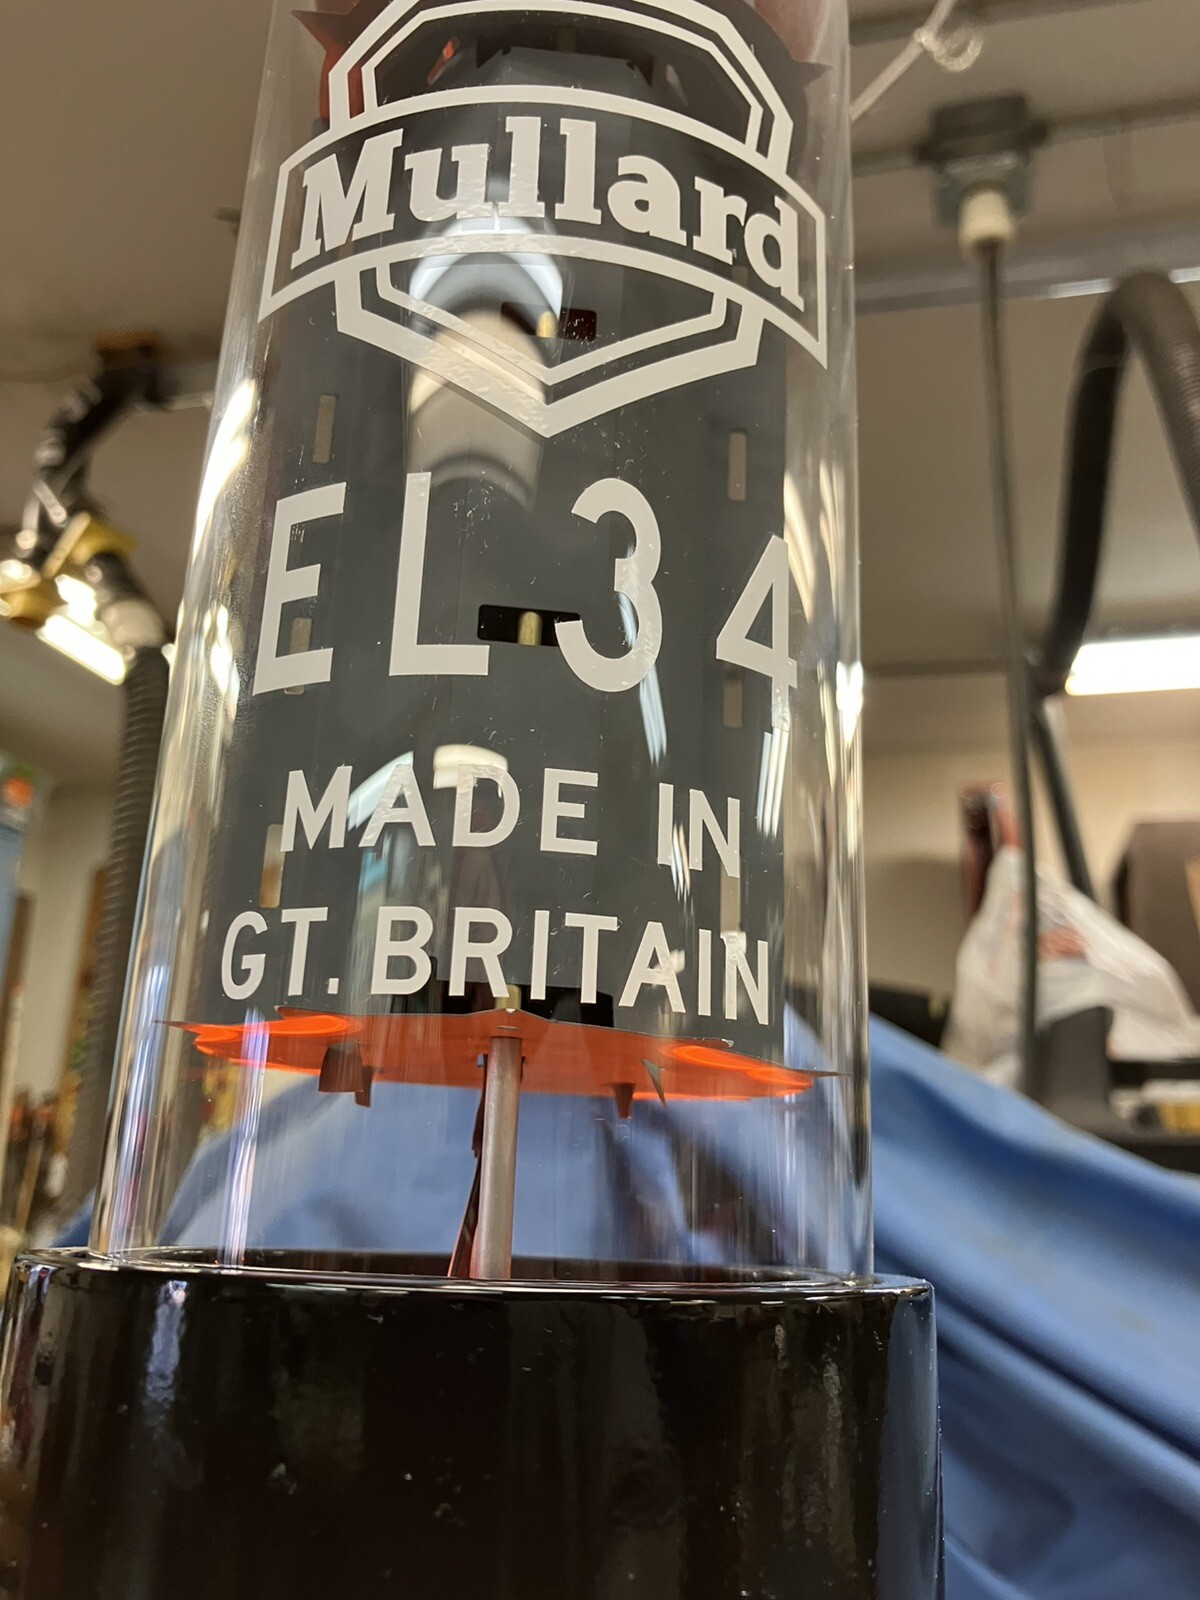 Mullard
EL34
MADE IN
GT. BRITAIN